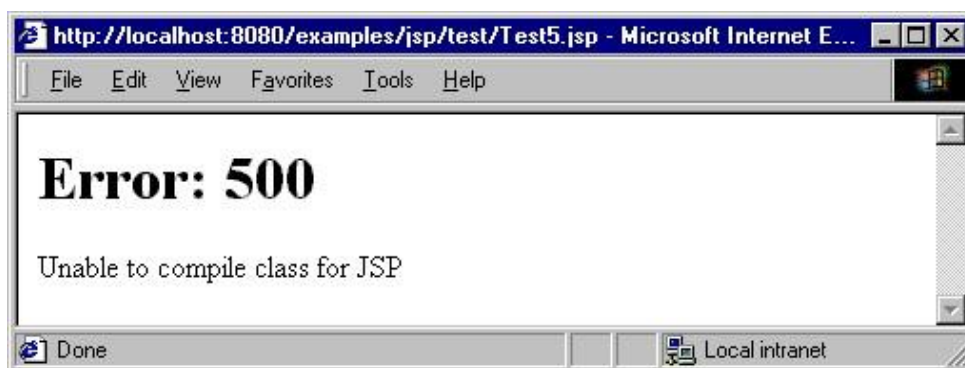 http://localhost:8080/examples/jsp/test/Test5.jsp - Microsoft Internet E...
File Edit View Favorites Tools Help
Error: 500
Unable to compile class for JSP
Done
Local intranet